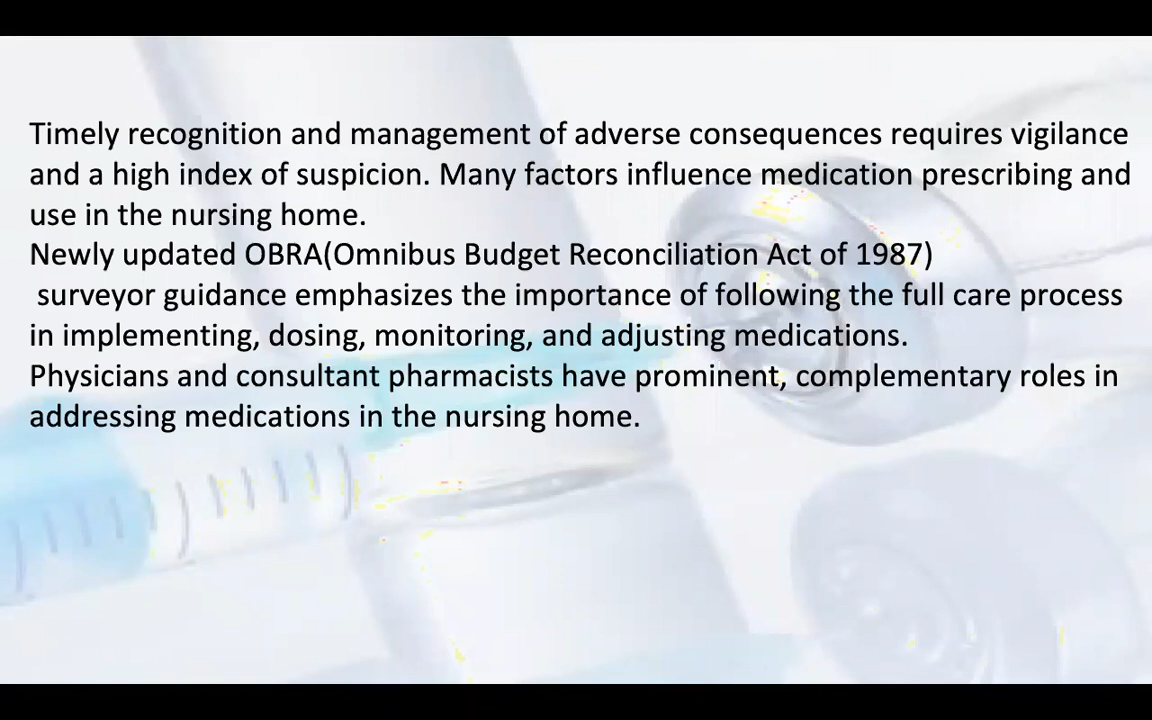 Timely recognition and management of adverse consequences requires vigilance
and a high index of suspicion. Many factors influence medication prescribing and
use in the nursing home.
Newly updated OBRA(Omnibus Budget Reconciliation Act of 1987)
surveyor guidance emphasizes the importance of following the full care process
in implementing, dosing, monitoring, and adjusting medications.
Physicians and consultant pharmacists have prominent, complementary roles in
addressing medications in the nursing home.